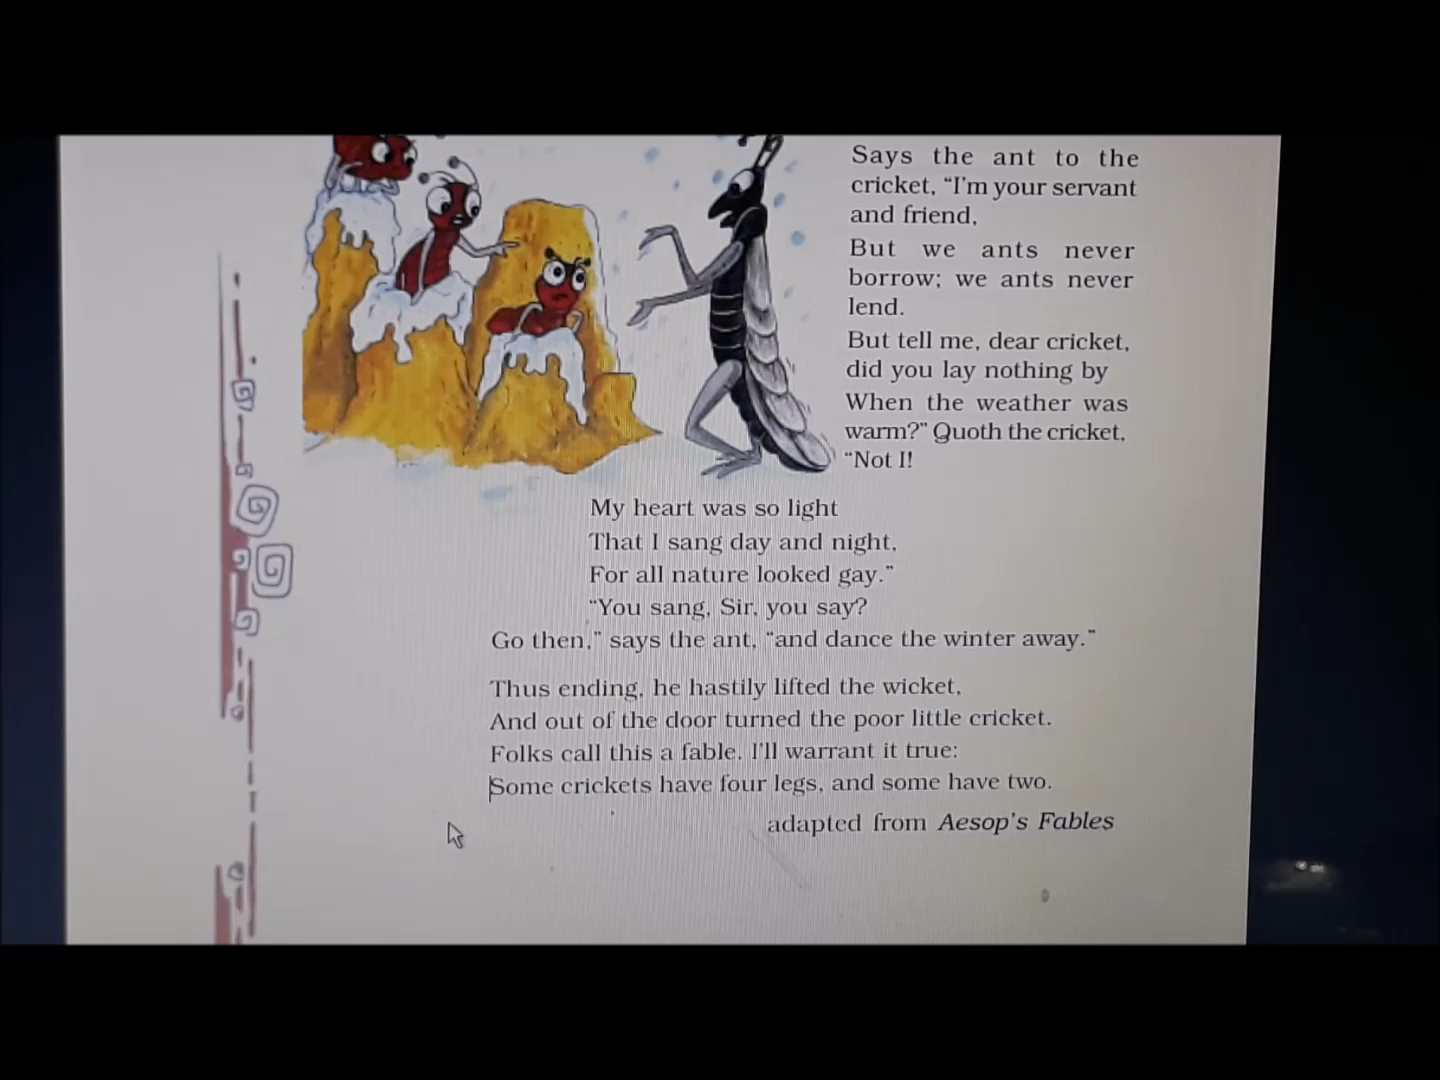 Says the ant to the
cricket, “I’m your servant
and friend,
But we ants never
borrow; we ants never
lend.
But tell me, dear cricket,
did you lay nothing by
When the weather was
warm?” Quoth the cricket,
“Not I!
My heart was so light
That I sang day and night,
For all nature looked gay.”
“You sang, Sir, you say?
Go then,” says the ant, “and dance the winter away.”
Thus ending, he hastily lifted the wicket,
And out of the door turned the poor little cricket.
Folks call this a fable. I’ll warrant it true:
Some crickets have four legs, and some have two.
adapted from Aesop’s Fables